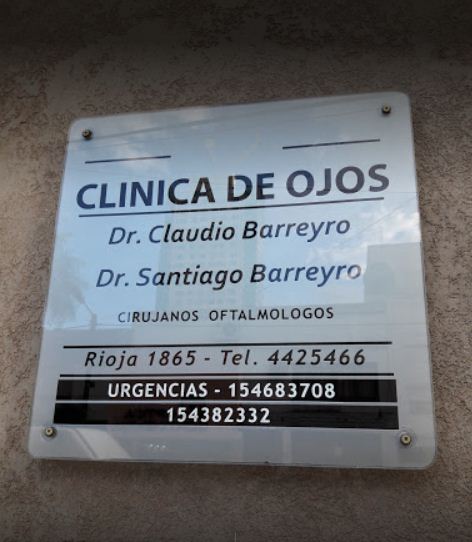 CLINICA DE OJOS
Dr. Claudio Barreyro
Dr. Santiago Barreyro
CIRUJANOS OFTALMOLOGOS
Rioja 1865 - Tel. 4425466
URGENCIAS - 154683708
154382332